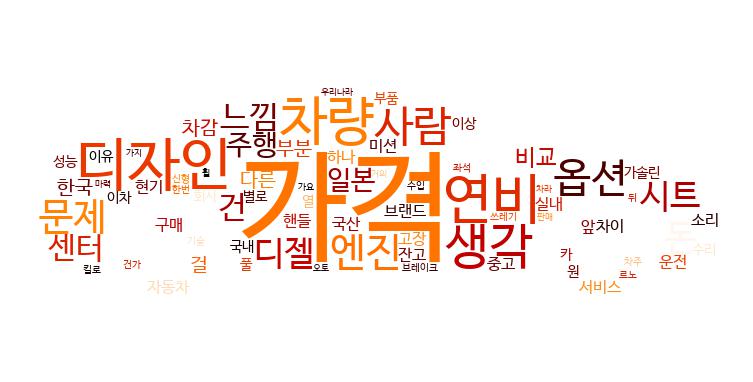 우리나라
부품
가격
차량
느낌
사람
이상
차감
주행
부분
미션
디자인
이유
가지
성능
하나
비교
일본
좌석
옵션
가솔린
신형
휠
한국
마력
현기
한번
다른
가요
수입
연비
차라
뒤
시트
이차
별로
건
열
브랜드
실내
쓰레기
판매
문제
구매
핸들
국산
생각
앞
차이
소리
도
센터
기술
국내
디젤
엔진
고장
잔고
수리
카
걸
풀
중고
원
차주
운전
킬로
건가
오토
브레이크
르노
자동차
서비스